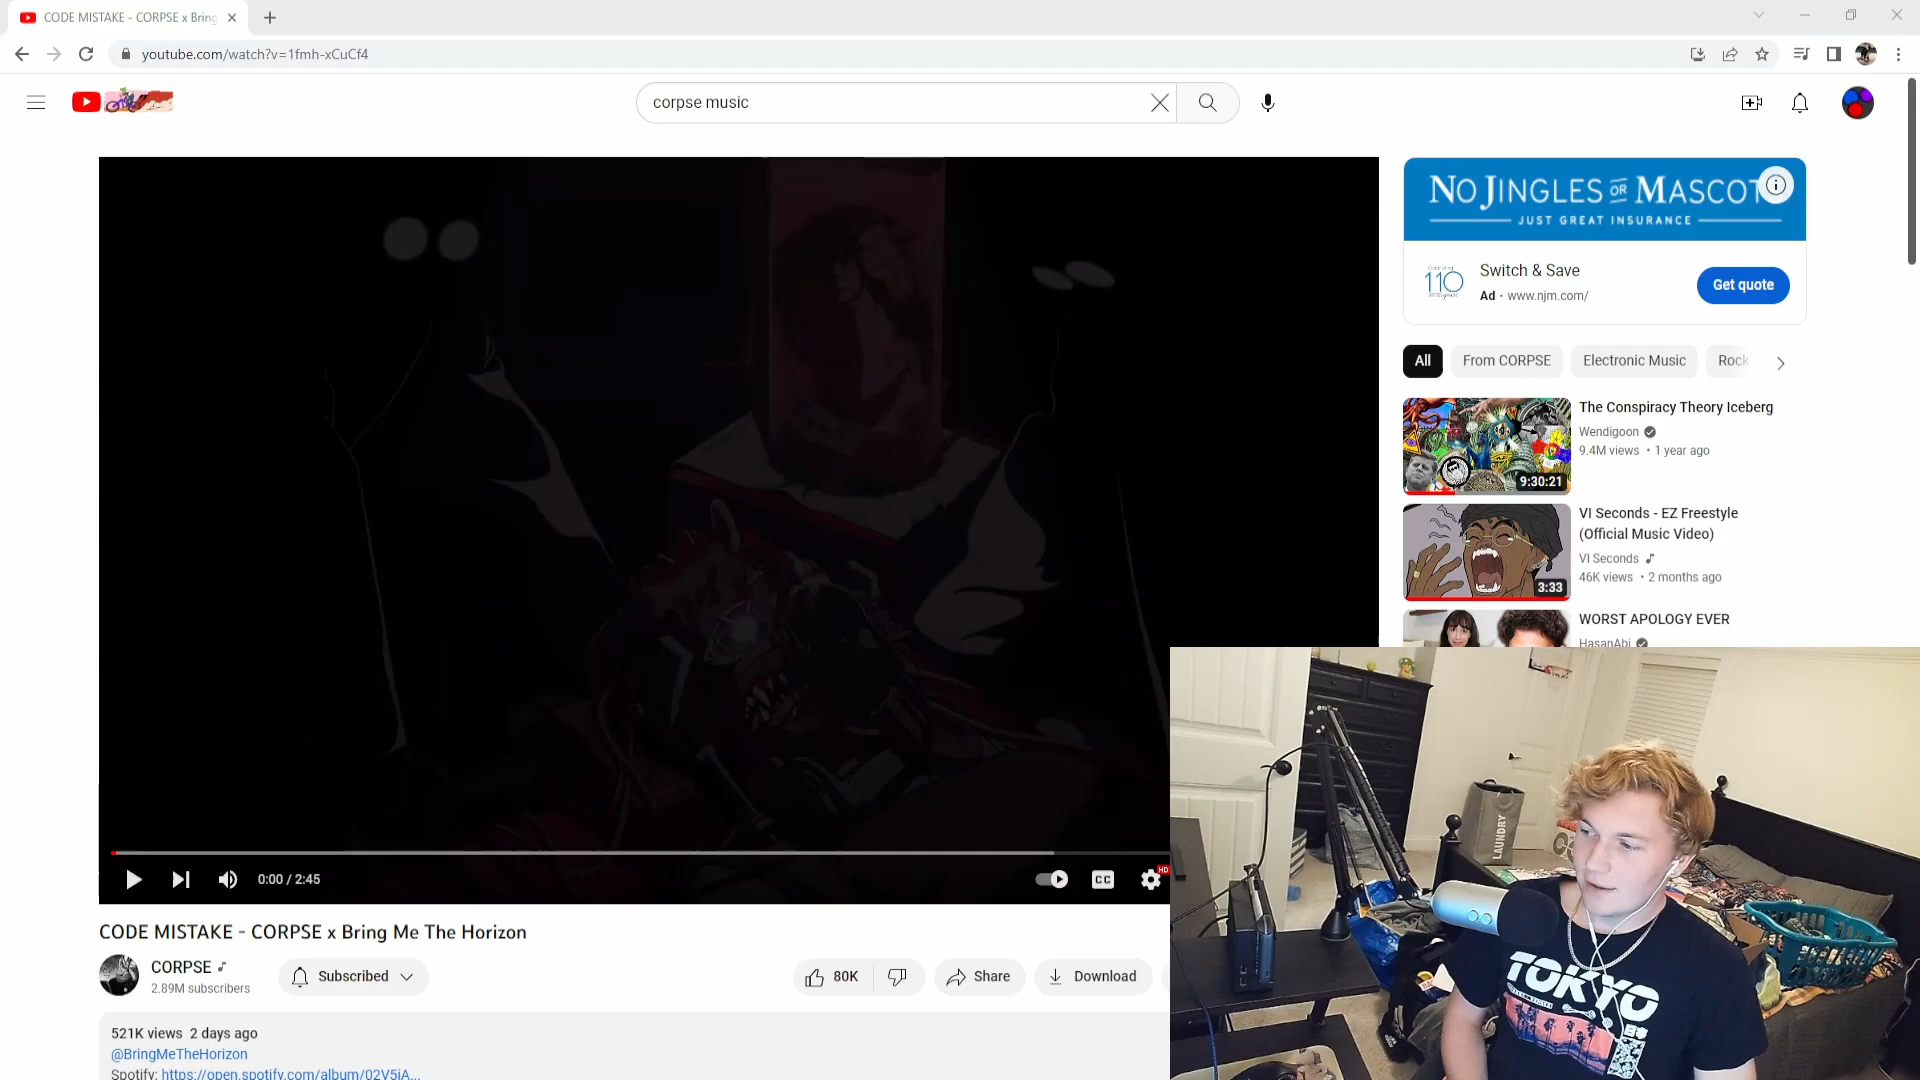 CODE MISTAKE - CORPSE x Bring
youtube.com/watch?v=1fmh-xCuCf4
corpse music
NO JINGLES OR MASCOT
JUST GREAT INSURANCE
110
Switch & Save
Ad · www.njm.com/
Get quote
All
From CORPSE
Electronic Music
Rock
The Conspiracy Theory Iceberg
Wendigoon
9.4M views • 1 year ago
9:30:21
VI Seconds - EZ Freestyle
(Official Music Video)
VI Seconds
46K views • 2 months ago
3:33
WORST APOLOGY EVER
HasanAbi
0:00 / 2:45
CC
HD
CODE MISTAKE - CORPSE x Bring Me The Horizon
CORPSE
2.89M subscribers
Subscribed
80K
Share
Download
521K views 2 days ago
@BringMeTheHorizon
Spotify: https://open.spotify.com/album/02V5jA...
LAUNDRY
TOKYO